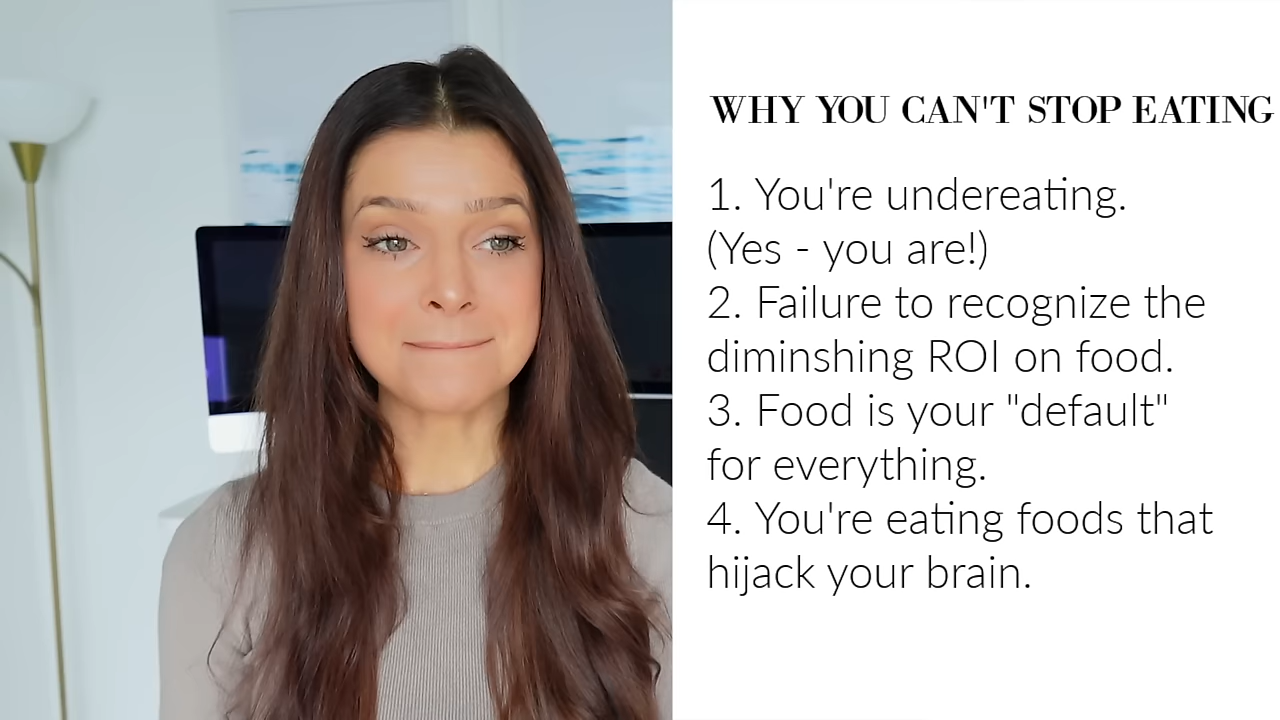 WHY YOU CAN'T STOP EATING
1. You're undereating.
(Yes - you are!)
2. Failure to recognize the
diminshing ROI on food.
3. Food is your "default"
for everything.
4. You're eating foods that
hijack your brain.